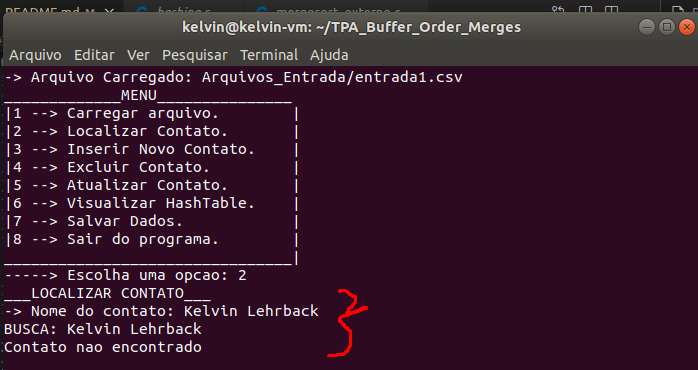 README.md M
hashing.c
mergesort_externo.c
kelvin@kelvin-vm: ~/TPA_Buffer_Order_Merges
Arquivo Editar Ver Pesquisar Terminal Ajuda
-> Arquivo Carregado: Arquivos_Entrada/entrada1.csv
_____________MENU_______________
|1 --> Carregar arquivo.        |
|2 --> Localizar Contato.       |
|3 --> Inserir Novo Contato.    |
|4 --> Excluir Contato.         |
|5 --> Atualizar Contato.       |
|6 --> Visualizar HashTable.    |
|7 --> Salvar Dados.            |
|8 --> Sair do programa.        |
________________________________|
-----> Escolha uma opcao: 2
___LOCALIZAR CONTATO___
-> Nome do contato: Kelvin Lehrback
BUSCA: Kelvin Lehrback
Contato nao encontrado